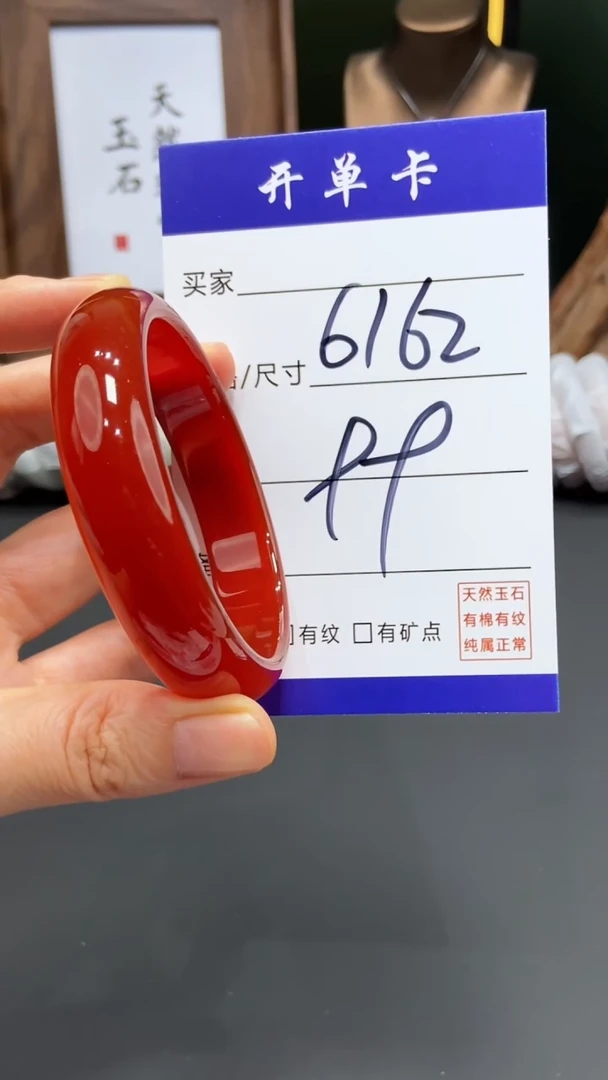 天然
玉石
开单卡
买家
6162
/尺寸
有纹 □有矿点
天然玉石
有棉有纹
纯属正常